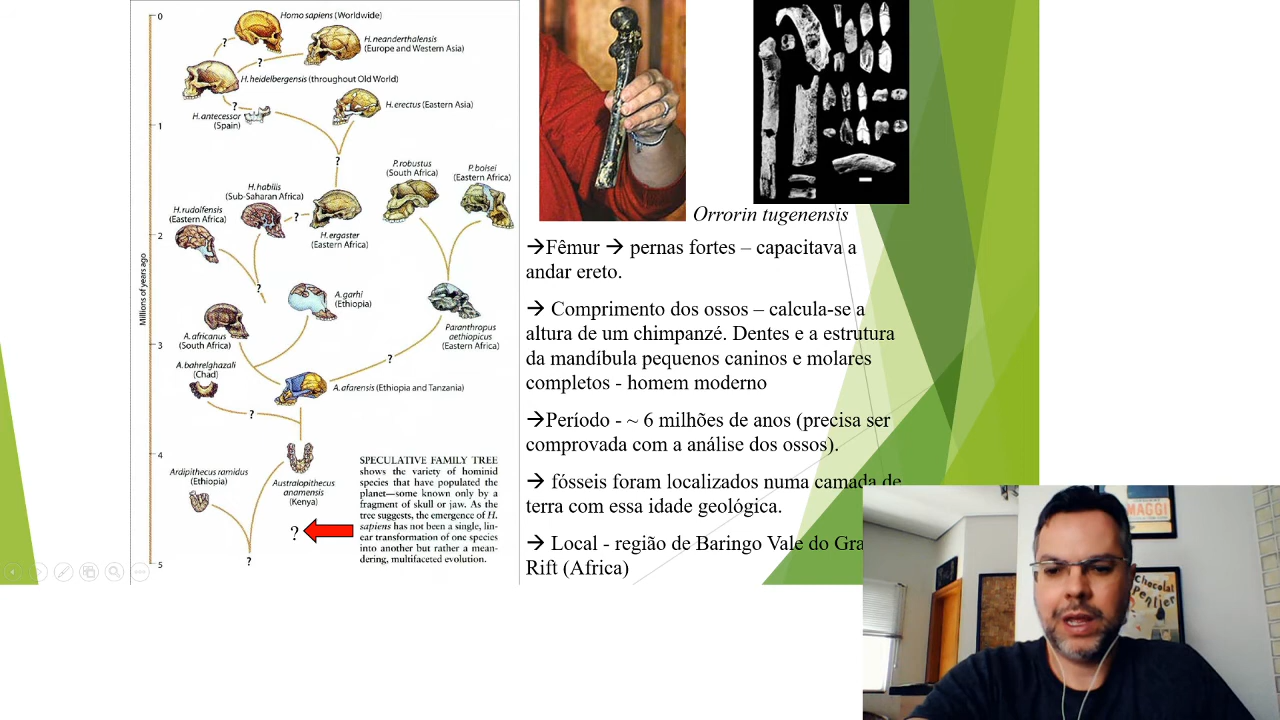 0
Homo sapiens (Worldwide)
?
H. neanderthalensis
(Europe and Western Asia)
?
H. heidelbergensis (throughout Old World)
?
H. antecessor
(Spain)
H. erectus (Eastern Asia)
1
?
P. robustus
(South Africa)
P. boisei
(Eastern Africa)
H. habilis
(Sub-Saharan Africa)
H. rudolfensis
(Eastern Africa)
?
H. ergaster
(Eastern Africa)
2
Millions of years ago
?
A. garhi
(Ethiopia)
A. africanus
(South Africa)
Paranthropus
aethiopicus
(Eastern Africa)
3
?
A. bahrelghazali
(Chad)
A. afarensis (Ethiopia and Tanzania)
?
4
Ardipithecus ramidus
(Ethiopia)
Australopithecus
anamensis
(Kenya)
?
?
5
SPECULATIVE FAMILY TREE
shows the variety of hominid
species that have populated the
planet—some known only by a
fragment of skull or jaw. As the
tree suggests, the emergence of H.
sapiens has not been a single, lin-
ear transformation of one species
into another but rather a mean-
dering, multifaceted evolution.
Orrorin tugenensis
→Fêmur → pernas fortes – capacitava a
andar ereto.
→ Comprimento dos ossos – calcula-se a
altura de um chimpanzé. Dentes e a estrutura
da mandíbula pequenos caninos e molares
completos - homem moderno
→Período - ~ 6 milhões de anos (precisa ser
comprovada com a análise dos ossos).
→ fósseis foram localizados numa camada de
terra com essa idade geológica.
→ Local - região de Baringo Vale do Gra
Rift (Africa)
MAGGI
Chocolat